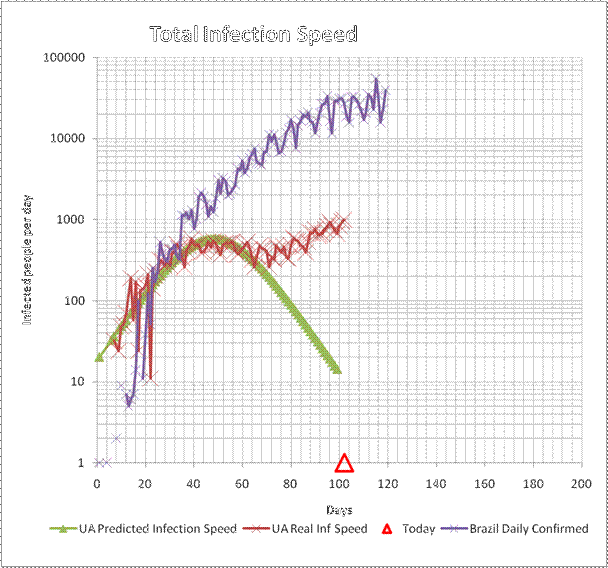 Total Infection Speed
Infected people per day
100000
10000
1000
100
10
1
0 20 40 60 80 100 120 140 160 180 200
Days
UA Predicted Infection Speed UA Real Inf Speed Today Brazil Daily Confirmed